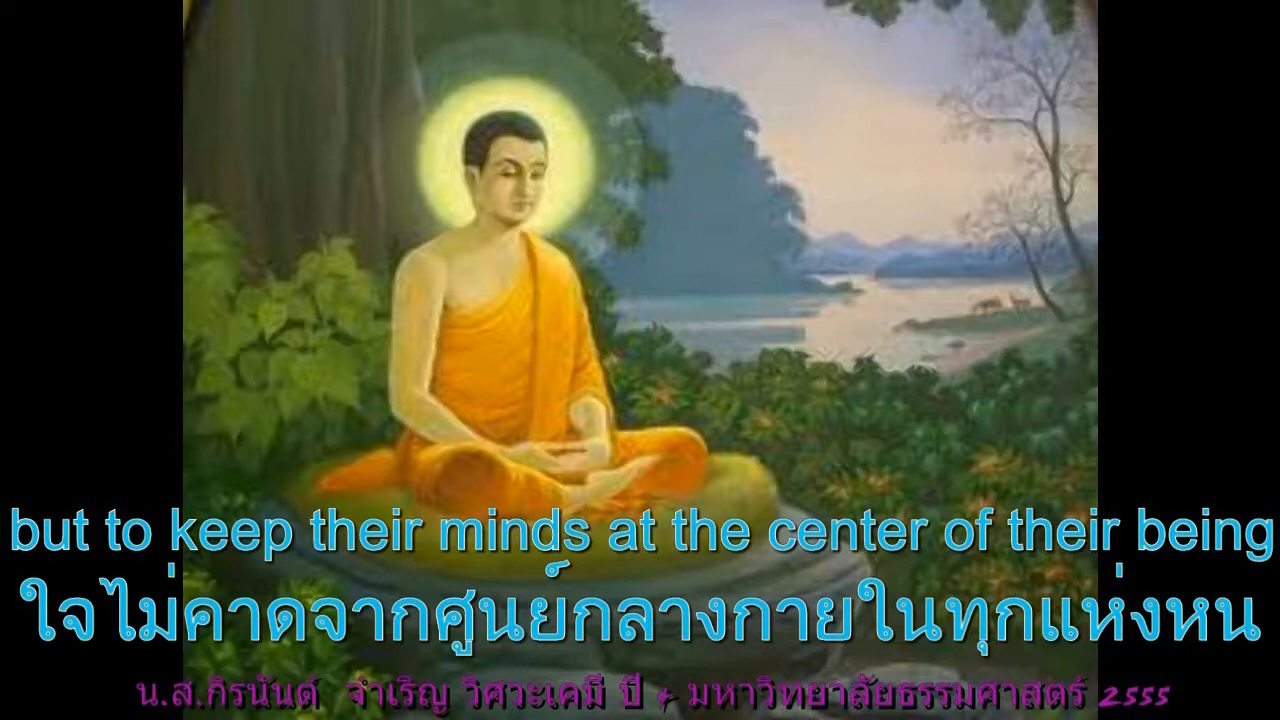 but to keep their minds at the center of their being
ใจไม่คาดจากศูนย์กลางกายในทุกแห่งหน
น.ส.ภิรนันต์ จำเริญ วิศวะเคมี ปี 4 มหาวิทยาลัยธรรมศาสตร์ 2555